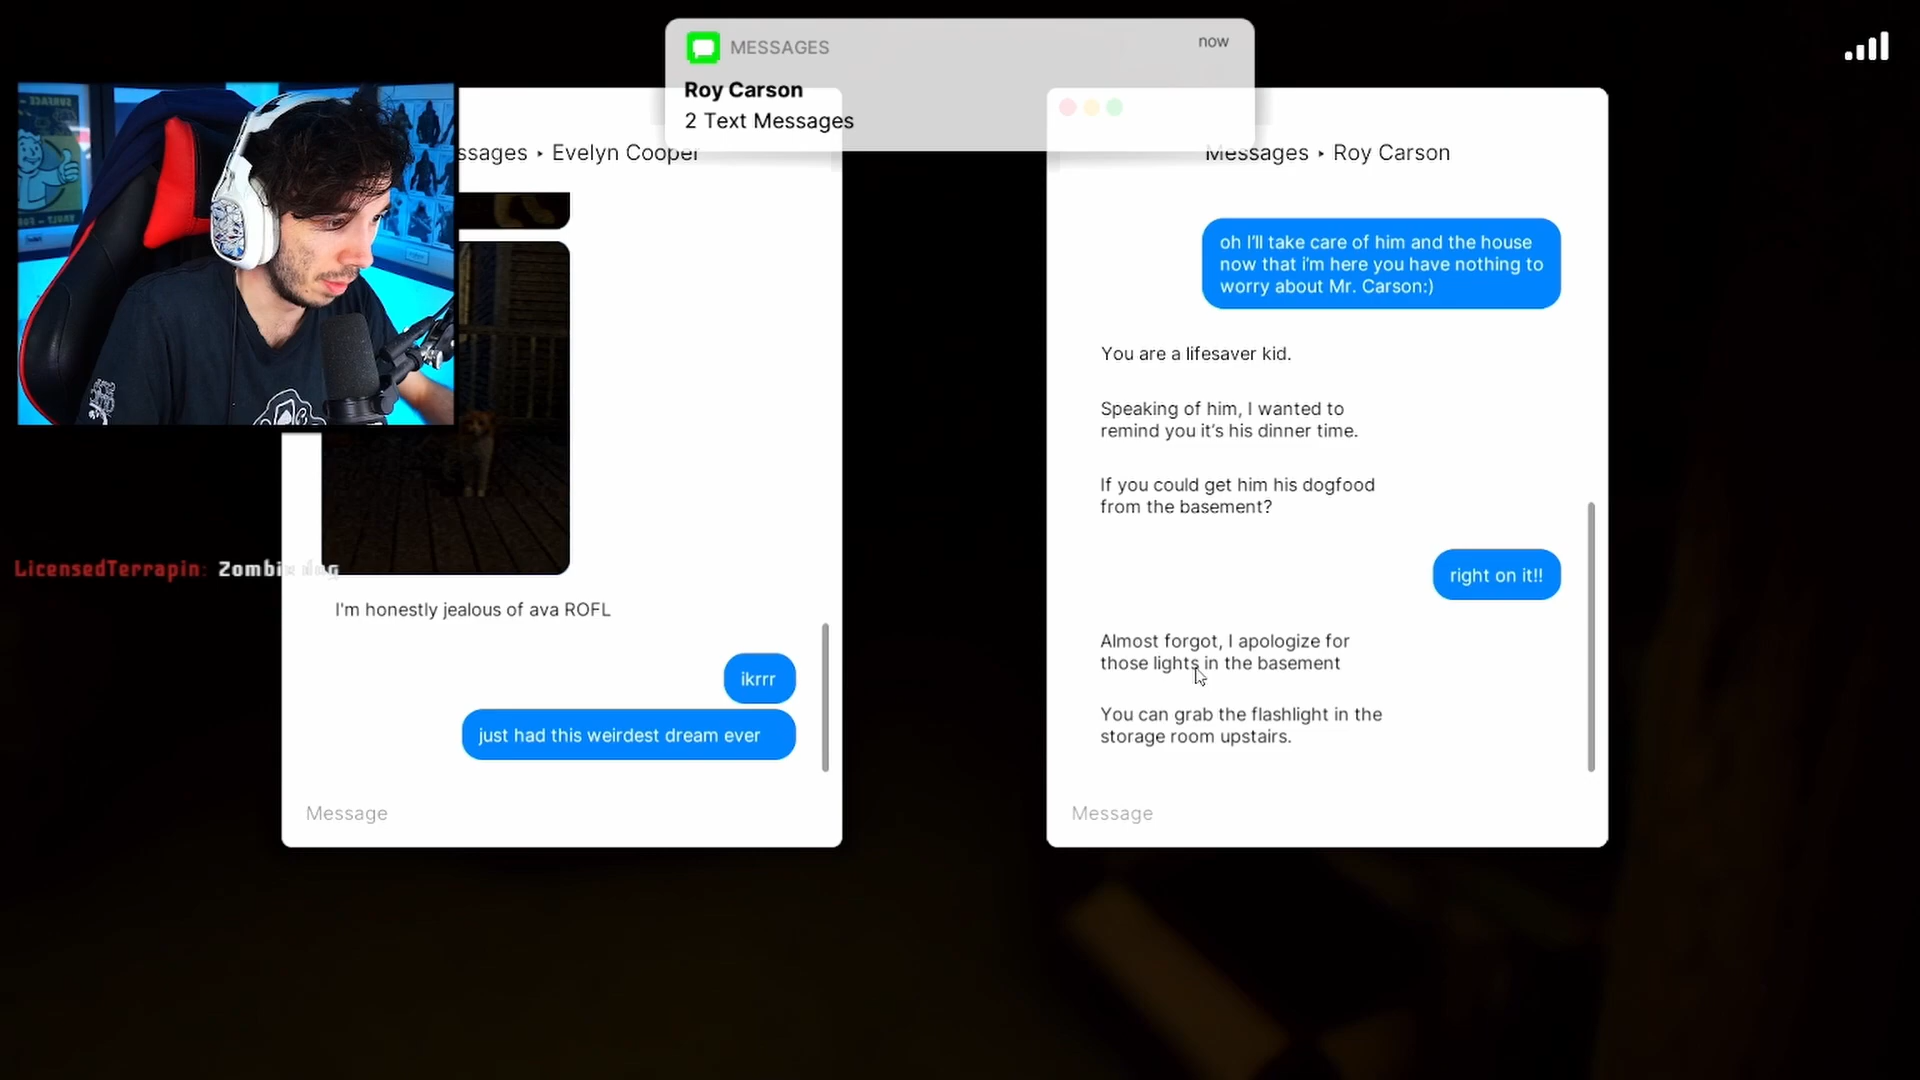 MESSAGES
now
Roy Carson
2 Text Messages
ssages ‣ Evelyn Cooper
I'm honestly jealous of ava ROFL
ikrrr
just had this weirdest dream ever
Message
Messages ‣ Roy Carson
oh I'll take care of him and the house
now that i'm here you have nothing to
worry about Mr. Carson:)
You are a lifesaver kid.
Speaking of him, I wanted to
remind you it's his dinner time.
If you could get him his dogfood
from the basement?
right on it!!
Almost forgot, I apologize for
those lights in the basement
You can grab the flashlight in the
storage room upstairs.
Message
LicensedTerrapin: Zombie dog